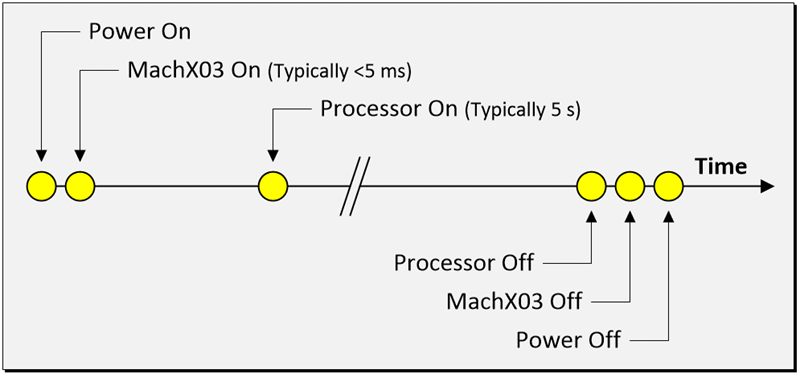 Power On
MachX03 On (Typically <5 ms)
Processor On (Typically 5 s)
Time
Processor Off
MachX03 Off
Power Off